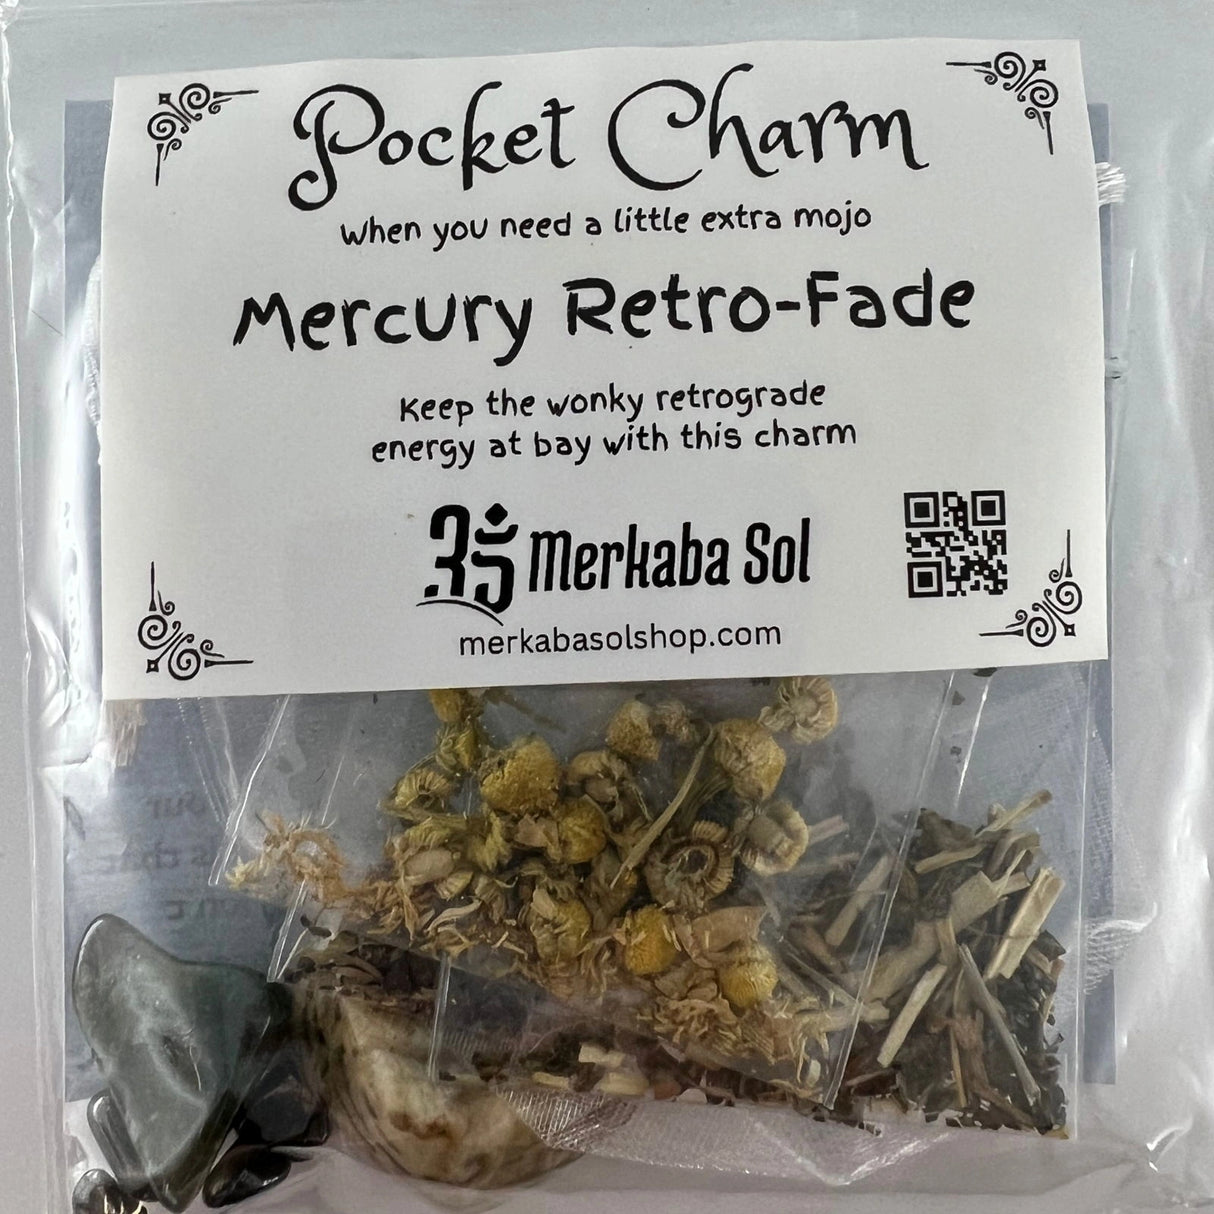 Pocket Charm
when you need a little extra mojo
Mercury Retro-Fade
Keep the wonky retrograde
energy at bay with this charm
ॐ Merkaba Sol
merkabasolshop.com